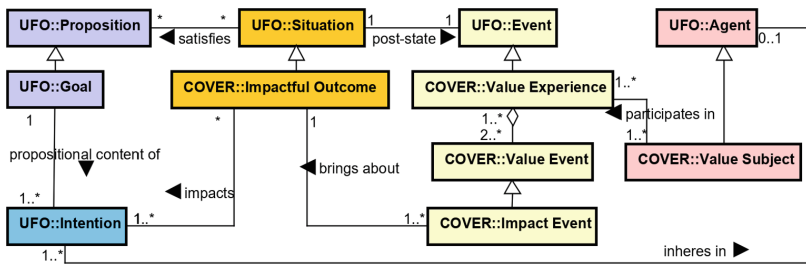 UFO::Proposition
*
*
satisfies
UFO::Situation
1
1
post-state
UFO::Event
UFO::Agent
0..1
UFO::Goal
COVER::Impactful Outcome
COVER::Value Experience
1..*
1
*
1
1..*
participates in
2..*
1..*
propositional content of
COVER::Value Event
COVER::Value Subject
brings about
impacts
1..*
UFO::Intention
1..*
1..*
COVER::Impact Event
1..*
inheres in